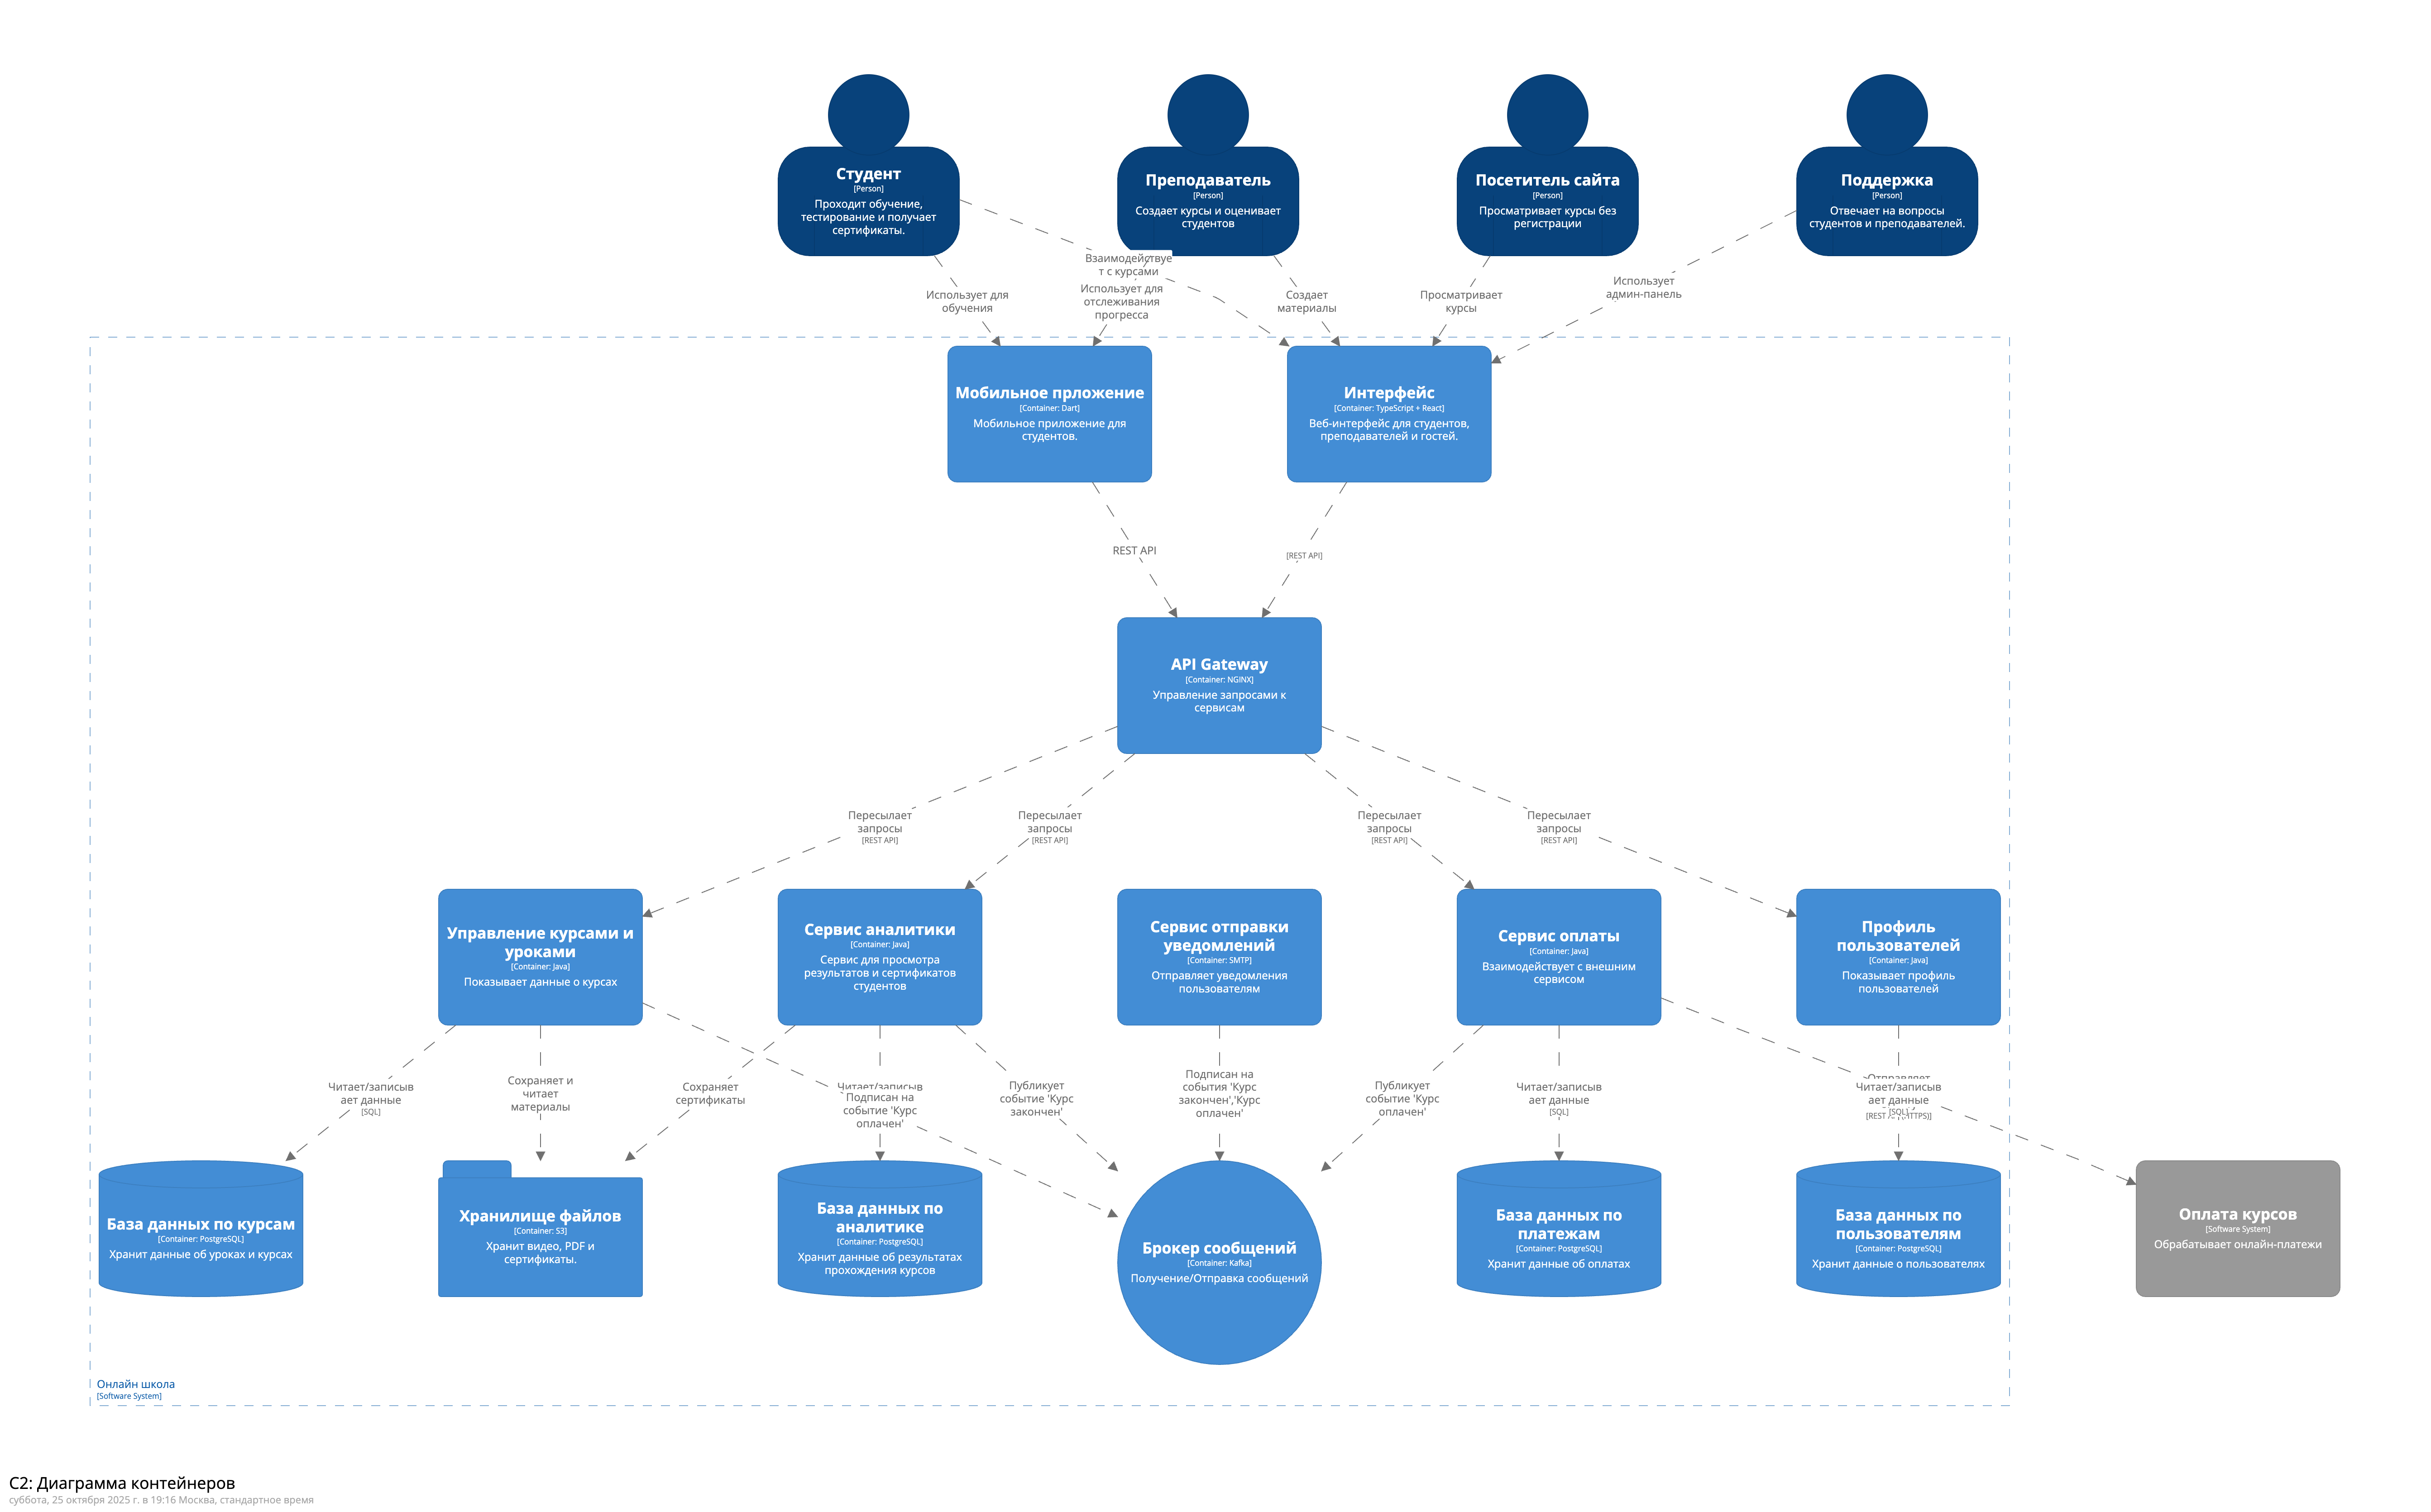 Студент
[Person]
Проходит обучение,
тестирование и получает
сертификаты.
Преподаватель
[Person]
Создает курсы и оценивает
студентов
Посетитель сайта
[Person]
Просматривает курсы без
регистрации
Поддержка
[Person]
Отвечает на вопросы
студентов и преподавателей.
Взаимодействуе
т с курсами
Использует для
обучения
Использует для
отслеживания
прогресса
Создает
материалы
Просматривает
курсы
Использует
админ-панель
Мобильное прложение
[Container: Dart]
Мобильное приложение для
студентов.
Интерфейс
[Container: TypeScript + React]
Веб-интерфейс для студентов,
преподавателей и гостей.
REST API
[REST API]
API Gateway
[Container: NGINX]
Управление запросами к
сервисам
Пересылает
запросы
[REST API]
Пересылает
запросы
[REST API]
Пересылает
запросы
[REST API]
Пересылает
запросы
[REST API]
Управление курсами и
уроками
[Container: Java]
Показывает данные о курсах
Сервис аналитики
[Container: Java]
Сервис для просмотра
результатов и сертификатов
студентов
Сервис отправки
уведомлений
[Container: SMTP]
Отправляет уведомления
пользователям
Сервис оплаты
[Container: Java]
Взаимодействует с внешним
сервисом
Профиль
пользователей
[Container: Java]
Показывает профиль
пользователей
Читает/записыв
ает данные
[SQL]
Сохраняет и
читает
материалы
Сохраняет
сертификаты
Читает/записыв
Подписан на
событие 'Курс
оплачен'
Публикует
событие 'Курс
закончен'
Подписан на
события 'Курс
закончен','Курс
оплачен'
Публикует
событие 'Курс
оплачен'
Читает/записыв
ает данные
[SQL]
Отправляет
Читает/записыв
ает данные
[SQL]
База данных по курсам
[Container: PostgreSQL]
Хранит данные об уроках и курсах
Хранилище файлов
[Container: S3]
Хранит видео, PDF и
сертификаты.
База данных по
аналитике
[Container: PostgreSQL]
Хранит данные об результатах
прохождения курсов
Брокер сообщений
[Container: Kafka]
Получение/Отправка сообщений
База данных по
платежам
[Container: PostgreSQL]
Хранит данные об оплатах
База данных по
пользователям
[Container: PostgreSQL]
Хранит данные о пользователях
Оплата курсов
[Software System]
Обрабатывает онлайн-платежи
Онлайн школа
[Software System]
C2: Диаграмма контейнеров
суббота, 25 октября 2025 г. в 19:16 Москва, стандартное время